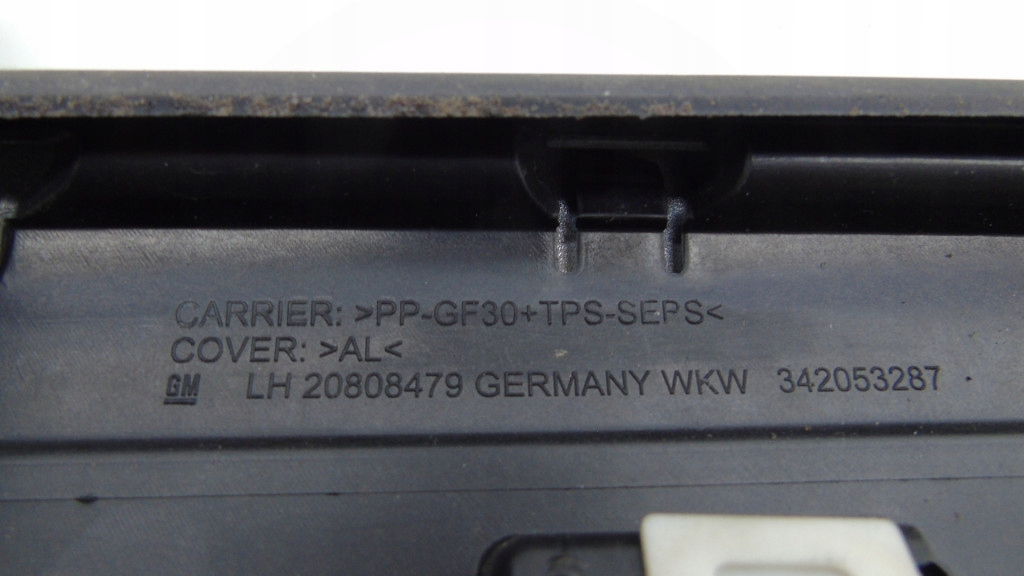 CARRIER: >PP-GF30+TPS-SEPS<
COVER: >AL<
GM LH 20808479 GERMANY WKW 342053287